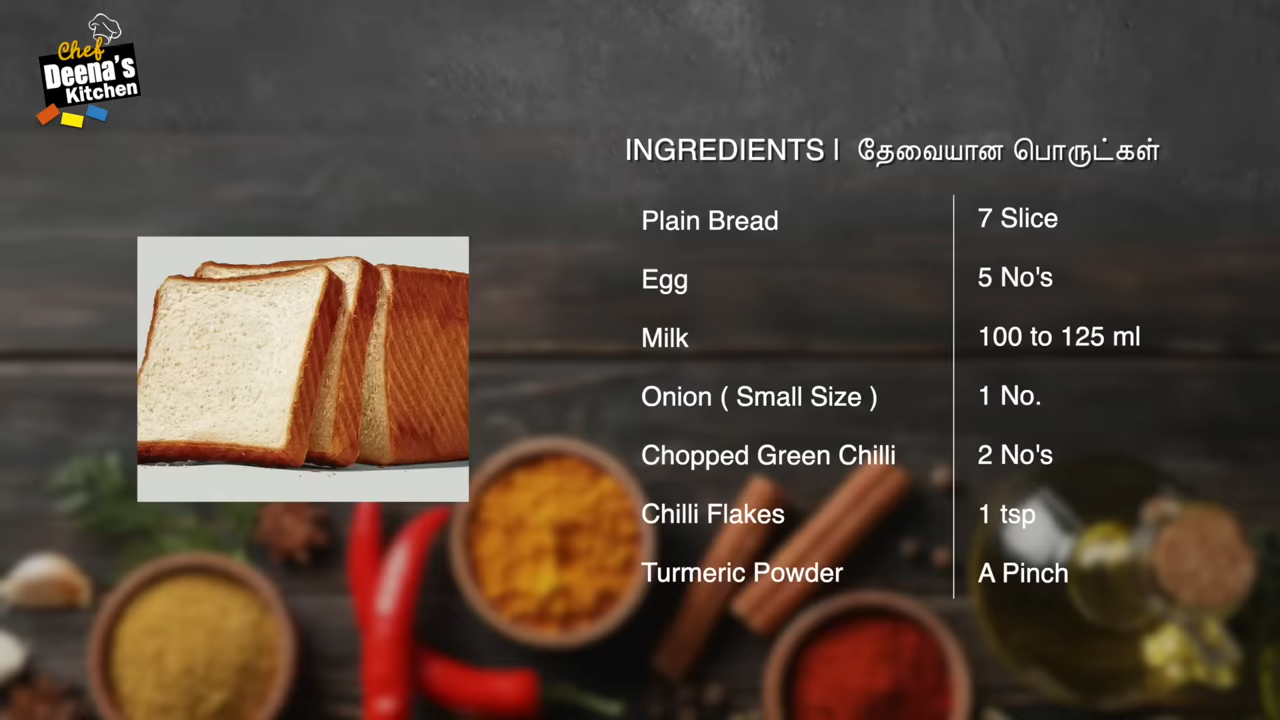 Chef
Deena's
Kitchen
INGREDIENTS | தேவையான பொருட்கள்
Plain Bread 7 Slice
Egg 5 No's
Milk 100 to 125 ml
Onion ( Small Size ) 1 No.
Chopped Green Chilli 2 No's
Chilli Flakes 1 tsp
Turmeric Powder A Pinch